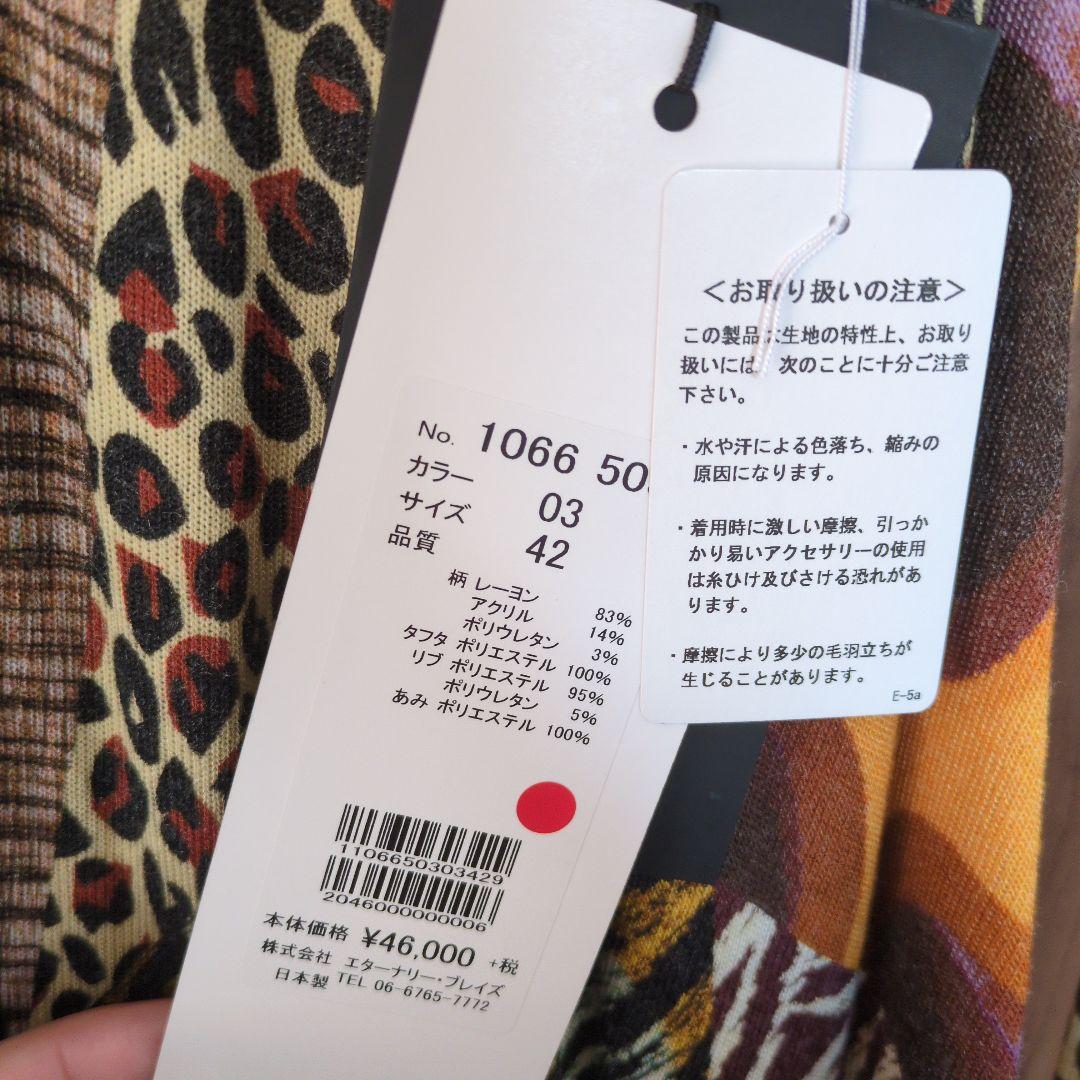 No. 1066 50
カラー 03
サイズ 42
品質
柄 レーヨン 83%
アクリル 14%
ポリウレタン 3%
タフタ ポリエステル 100%
リブ ポリエステル 95%
ポリウレタン 5%
あみ ポリエステル 100%
1106650303429
2046000000006
本体価格 ¥46,000 +税
株式会社 エターナリー・ブレイズ
日本製 TEL 06-6765-7772
＜お取り扱いの注意＞
この製品は生地の特性上、お取り
扱いには 次のことに十分ご注意
下さい。
・水や汗による色落ち、縮みの
原因になります。
・着用時に激しい摩擦、引っか
かり易いアクセサリーの使用
は糸ひけ及びさける恐れがあ
ります。
・摩擦により多少の毛羽立ちが
生じることがあります。
E-5a